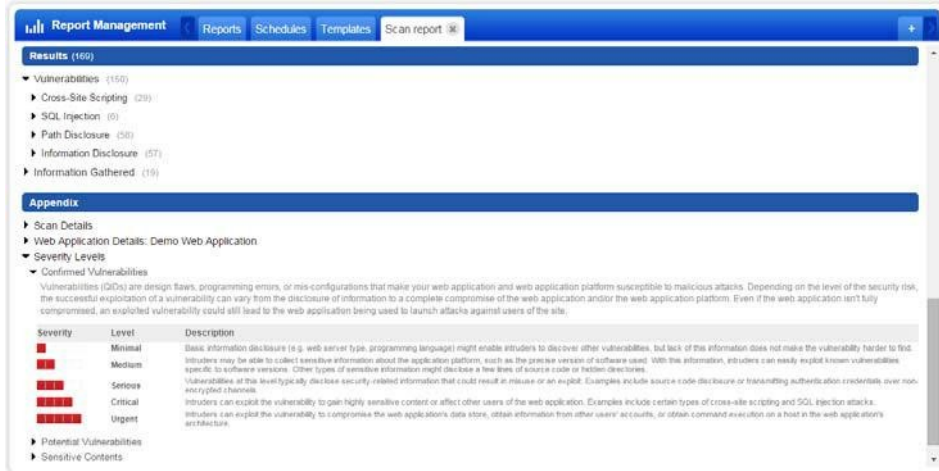 Report Management
Reports
Schedules
Templates
Scan report
+
Results (169)
Vulnerabilities (150)
Cross-Site Scripting (29)
SQL Injection (6)
Path Disclosure (58)
Information Disclosure (57)
Information Gathered (19)
Appendix
Scan Details
Web Application Details: Demo Web Application
Severity Levels
Confirmed Vulnerabilities
Vulnerabilities (QIDs) are design flaws, programming errors, or mis-configurations that make your web application and web application platform susceptible to malicious attacks. Depending on the level of the security risk,
the successful exploitation of a vulnerability can vary from the disclosure of information to a complete compromise of the web application and/or the web application platform. Even if the web application isn't fully
compromised, an exploited vulnerability could still lead to the web application being used to launch attacks against users of the site.
Severity Level Description
Minimal Basic information disclosure (e.g. web server type, programming language) might enable intruders to discover other vulnerabilities, but lack of this information does not make the vulnerability harder to find.
Medium Intruders may be able to collect sensitive information about the application platform, such as the precise version of software used. With this information, intruders can easily exploit known vulnerabilities
specific to software versions. Other types of sensitive information might disclose a few lines of source code or hidden directories.
Serious Vulnerabilities at this level typically disclose security-related information that could result in misuse or an exploit. Examples include source code disclosure or transmitting authentication credentials over non-
encrypted channels.
Critical Intruders can exploit the vulnerability to gain highly sensitive content or affect other users of the web application. Examples include certain types of cross-site scripting and SQL injection attacks.
Urgent Intruders can exploit the vulnerability to compromise the web application's data store, obtain information from other users' accounts, or obtain command execution on a host in the web application's
architecture.
Potential Vulnerabilities
Sensitive Contents